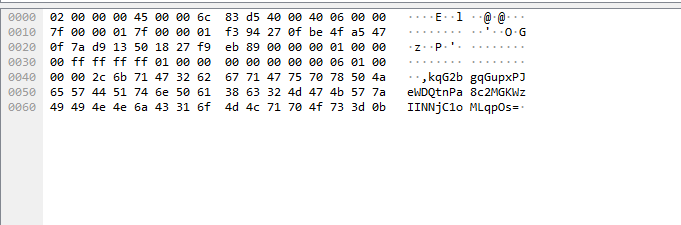 0000 02 00 00 00 45 00 00 6c 83 d5 40 00 40 06 00 00 ····E··l ··@·@···
0010 7f 00 00 01 7f 00 00 01 f3 94 27 0f be 4f a5 47 ········ ··'··O·G
0020 0f 7a d9 13 50 18 27 f9 eb 89 00 00 00 01 00 00 ·z··P·'· ········
0030 00 ff ff ff ff 01 00 00 00 00 00 00 00 06 01 00 ········ ········
0040 00 00 2c 6b 71 47 32 62 67 71 47 75 70 78 50 4a ··,kqG2b gqGupxPJ
0050 65 57 44 51 74 6e 50 61 38 63 32 4d 47 4b 57 7a eWDQtnPa 8c2MGKWz
0060 49 49 4e 4e 6a 43 31 6f 4d 4c 71 70 4f 73 3d 0b IINNjC1o MLqpOs=·